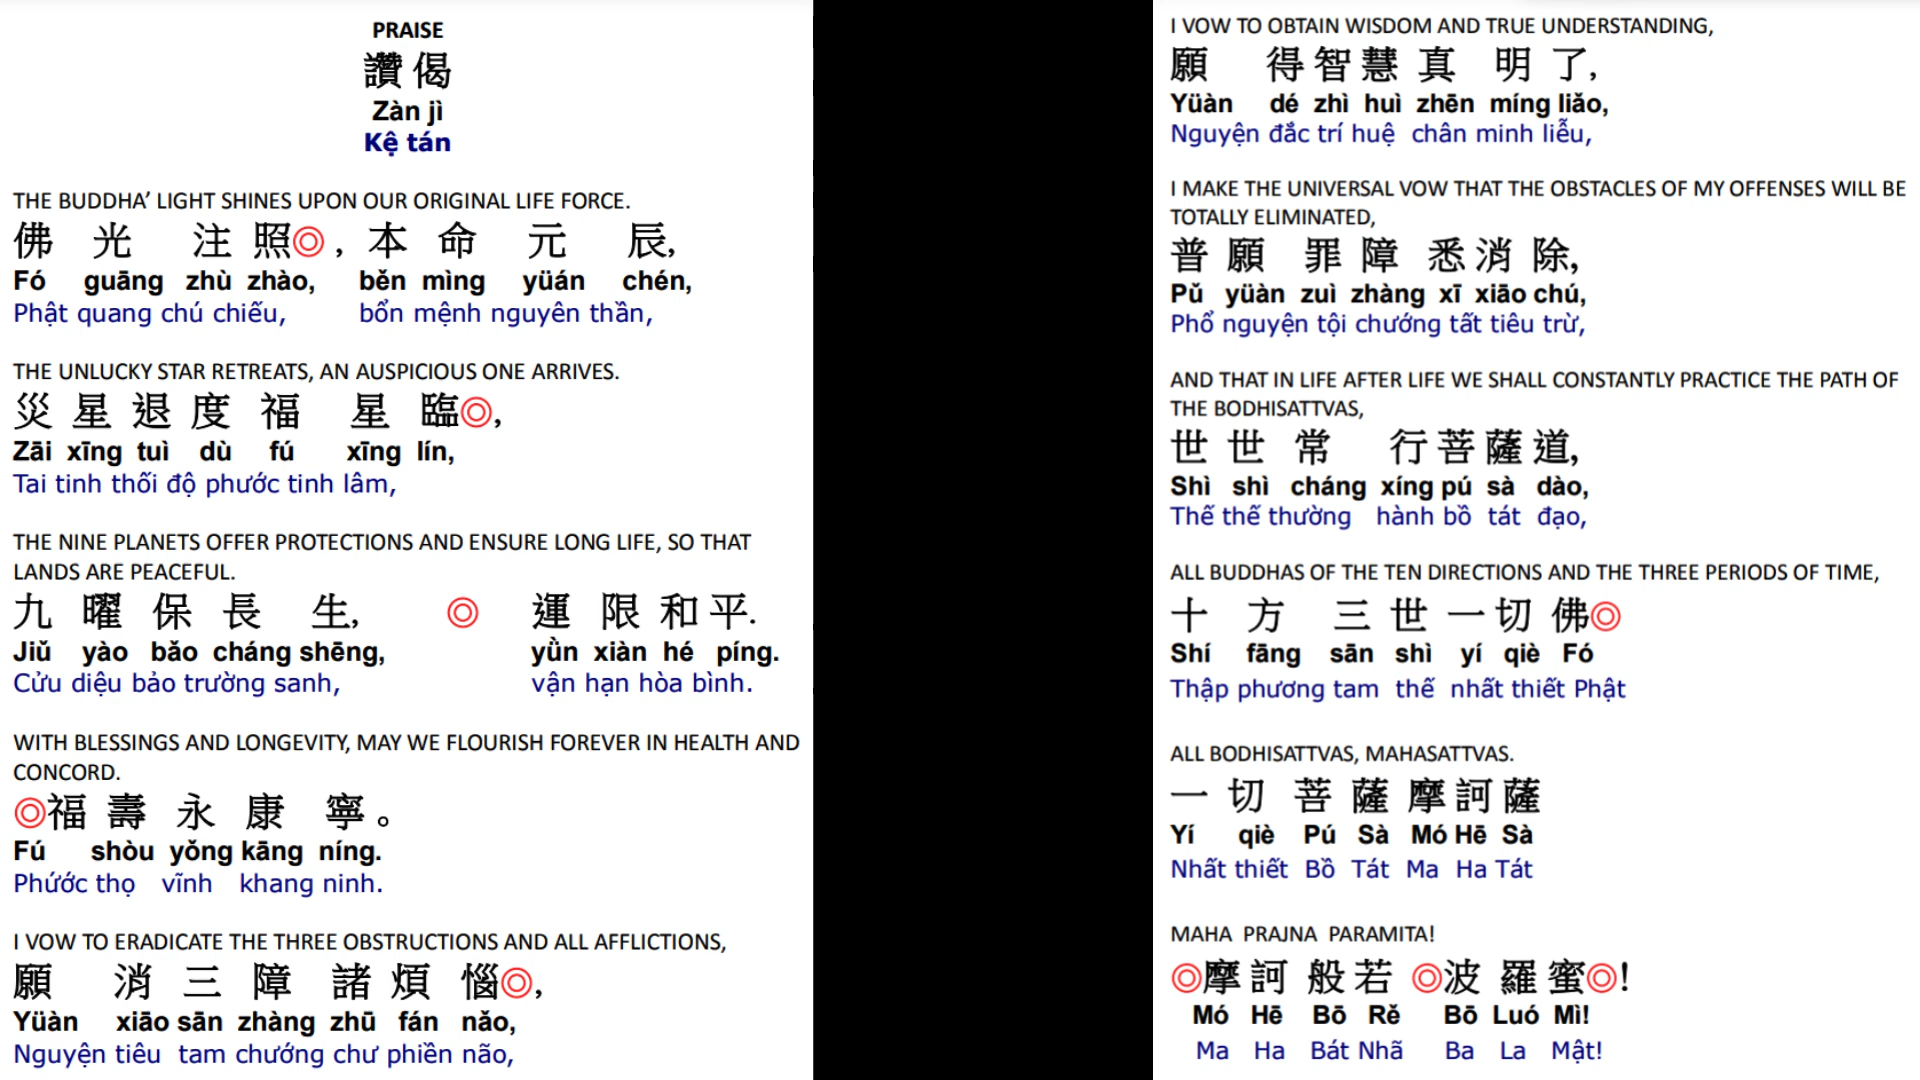 PRAISE
讚偈
Zàn jì
Kệ tán
THE BUDDHA’ LIGHT SHINES UPON OUR ORIGINAL LIFE FORCE.
佛 光 注 照◎, 本 命 元 辰,
Fó guāng zhù zhào, běn mìng yüán chén,
Phật quang chú chiếu, bổn mệnh nguyên thần,
THE UNLUCKY STAR RETREATS, AN AUSPICIOUS ONE ARRIVES.
災 星 退 度 福 星 臨◎,
Zāi xīng tuì dù fú xīng lín,
Tai tinh thối độ phước tinh lâm,
THE NINE PLANETS OFFER PROTECTIONS AND ENSURE LONG LIFE, SO THAT
LANDS ARE PEACEFUL.
九 曜 保 長 生, ◎ 運 限 和 平.
Jiǔ yào bǎo cháng shēng, yǜn xiàn hé píng.
Cửu diệu bảo trường sanh, vận hạn hòa bình.
WITH BLESSINGS AND LONGEVITY, MAY WE FLOURISH FOREVER IN HEALTH AND
CONCORD.
◎福 壽 永 康 寧。
Fú shòu yǒng kāng níng.
Phứớc thọ vĩnh khang ninh.
I VOW TO ERADICATE THE THREE OBSTRUCTIONS AND ALL AFFLICTIONS,
願 消 三 障 諸 煩 惱◎,
Yüàn xiāo sān zhàng zhū fán nǎo,
Nguyện tiêu tam chướng chư phiền não,
I VOW TO OBTAIN WISDOM AND TRUE UNDERSTANDING,
願 得 智 慧 真 明 了,
Yüàn dé zhì huì zhēn míng liǎo,
Nguyện đắc trí huệ chân minh liễu,
I MAKE THE UNIVERSAL VOW THAT THE OBSTACLES OF MY OFFENSES WILL BE
TOTALLY ELIMINATED,
普 願 罪 障 悉 消 除,
Pǔ yüàn zuì zhàng xī xiāo chú,
Phổ nguyện tội chướng tất tiêu trừ,
AND THAT IN LIFE AFTER LIFE WE SHALL CONSTANTLY PRACTICE THE PATH OF
THE BODHISATTVAS,
世 世 常 行 菩 薩 道,
Shì shì cháng xíng pú sà dào,
Thế thế thường hành bồ tát đạo,
ALL BUDDHAS OF THE TEN DIRECTIONS AND THE THREE PERIODS OF TIME,
十 方 三 世 一 切 佛◎
Shí fāng sān shì yí qiè Fó
Thập phương tam thế nhất thiết Phật
ALL BODHISATTVAS, MAHASATTVAS.
一 切 菩 薩 摩 訶 薩
Yí qiè Pú Sà Mó Hē Sà
Nhất thiết Bồ Tát Ma Ha Tát
MAHA PRAJNA PARAMITA!
◎摩 訶 般 若 ◎波 羅 蜜◎!
Mó Hē Bō Rě Bō Luó Mì!
Ma Ha Bát Nhã Ba La Mật!